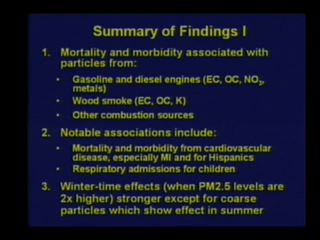 Summary of Findings I
1. Mortality and morbidity associated with
particles from:
• Gasoline and diesel engines (EC, OC, NO₂,
metals)
• Wood smoke (EC, OC, K)
• Other combustion sources
2. Notable associations include:
• Mortality and morbidity from cardiovascular
disease, especially MI and for Hispanics
• Respiratory admissions for children
3. Winter-time effects (when PM2.5 levels are
2x higher) stronger except for coarse
particles which show effect in summer